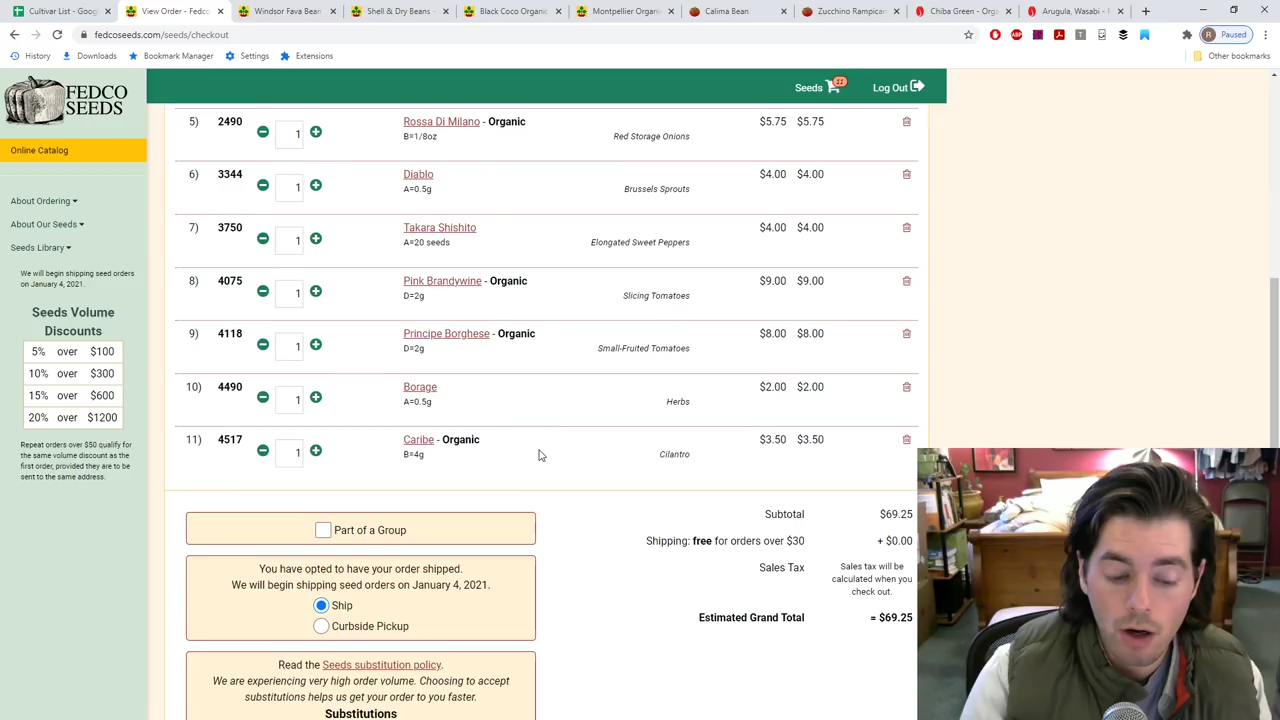 Cultivar List - Goog
View Order - Fedco
Windsor Fava Bean
Shell & Dry Beans -
Black Coco Organic
Montpellier Organic
Calima Bean
Zucchino Rampican
Chiba Green - Orga
Arugula, Wasabi - F
fedcoseeds.com/seeds/checkout
ABP
T
R Paused
History Downloads Bookmark Manager Settings Extensions Other bookmarks
FEDCO
SEEDS
Seeds 11 Log Out
Online Catalog
About Ordering
About Our Seeds
Seeds Library
We will begin shipping seed orders
on January 4, 2021.
Seeds Volume
Discounts
5% over $100
10% over $300
15% over $600
20% over $1200
Repeat orders over $50 qualify for
the same volume discount as the
first order, provided they are to be
sent to the same address.
5) 2490 1 Rossa Di Milano - Organic $5.75 $5.75
B=1/8oz Red Storage Onions
6) 3344 1 Diablo $4.00 $4.00
A=0.5g Brussels Sprouts
7) 3750 1 Takara Shishito $4.00 $4.00
A=20 seeds Elongated Sweet Peppers
8) 4075 1 Pink Brandywine - Organic $9.00 $9.00
D=2g Slicing Tomatoes
9) 4118 1 Principe Borghese - Organic $8.00 $8.00
D=2g Small-Fruited Tomatoes
10) 4490 1 Borage $2.00 $2.00
A=0.5g Herbs
11) 4517 1 Caribe - Organic $3.50 $3.50
B=4g Cilantro
Part of a Group
You have opted to have your order shipped.
We will begin shipping seed orders on January 4, 2021.
Ship
Curbside Pickup
Read the Seeds substitution policy.
We are experiencing very high order volume. Choosing to accept
substitutions helps us get your order to you faster.
Substitutions
Subtotal $69.25
Shipping: free for orders over $30 + $0.00
Sales Tax Sales tax will be
calculated when you
check out.
Estimated Grand Total = $69.25